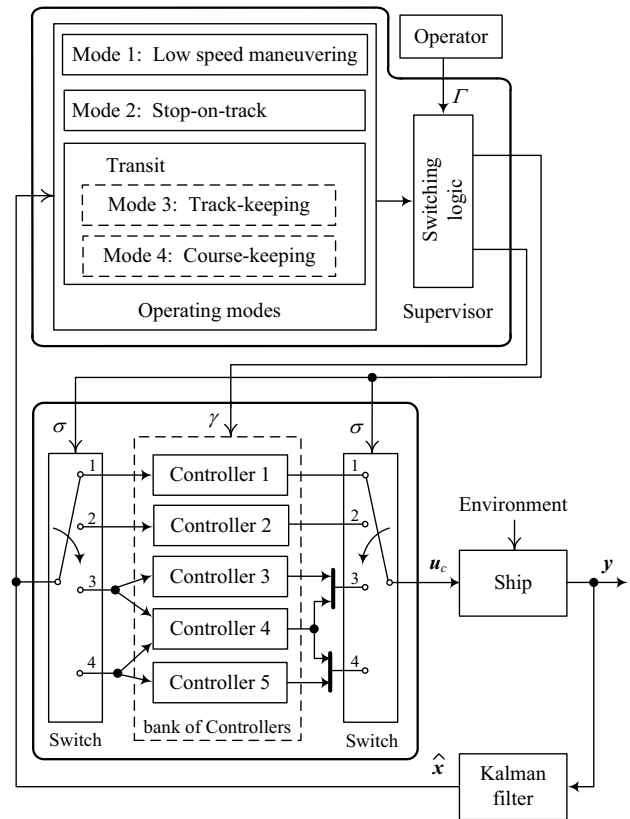 Operator
Mode 1: Low speed maneuvering
Mode 2: Stop-on-track
Γ
Transit
Mode 3: Track-keeping
Mode 4: Course-keeping
Operating modes
Switching
logic
Supervisor
σ
γ
σ
1
Controller 1
1
2
Controller 2
2
3
Controller 3
3
Controller 4
4
Controller 5
4
bank of Controllers
Switch
Switch
Environment
u_c
Ship
y
x̂
Kalman
filter